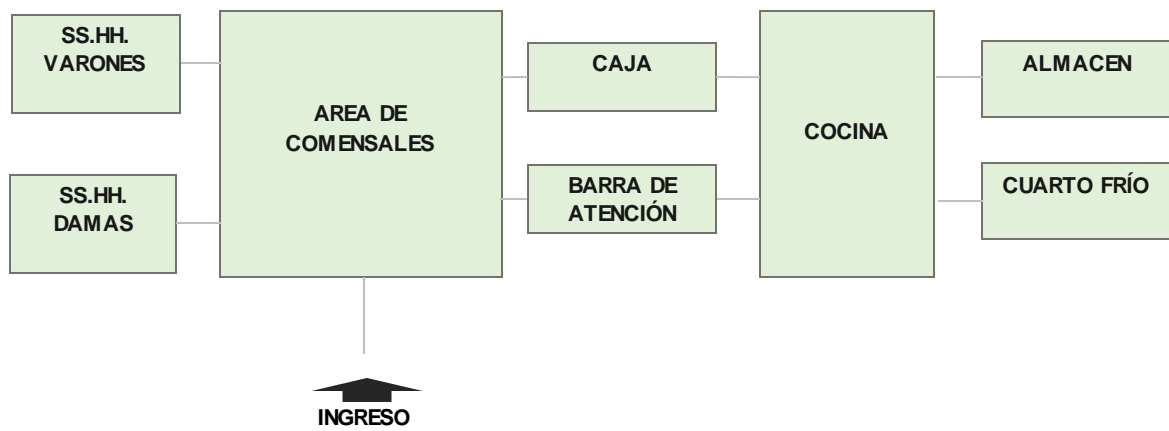 SS.HH.
VARONES
AREA DE
COMENSALES
CAJA
COCINA
ALMACEN
SS.HH.
DAMAS
BARRA DE
ATENCIÓN
CUARTO FRÍO
INGRESO